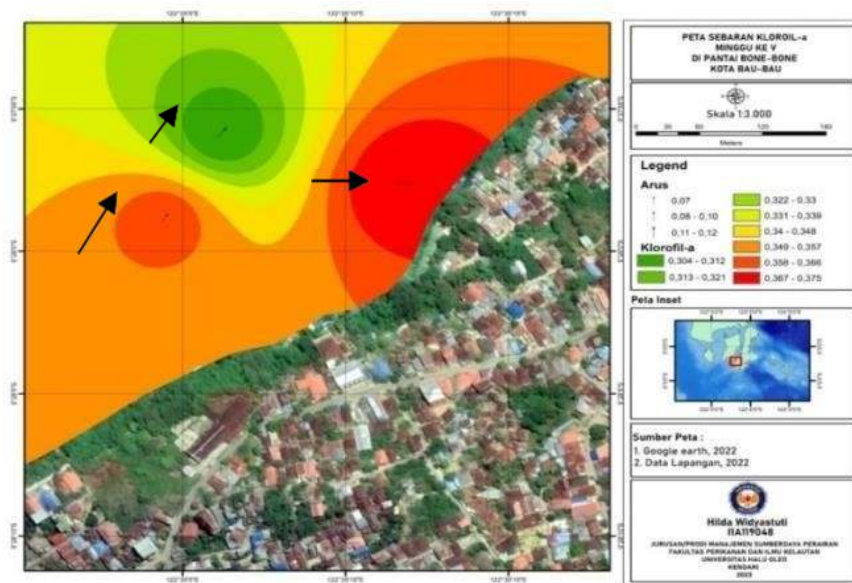 PETA SEBARAN KLOROIL-a
MINGGU KE V
DI PANTAI BONE-BONE
KOTA BAU-BAU
Skala 1:3.000
Meters
Legend
Arus
0,07
0,08 - 0,10
0,11 - 0,12
Klorofil-a
0,304 - 0,312
0,313 - 0,321
0,322 - 0,33
0,331 - 0,339
0,34 - 0,348
0,349 - 0,357
0,358 - 0,366
0,367 - 0,375
Peta Inset
Sumber Peta :
1. Google earth, 2022
2. Data Lapangan, 2022
Hilda Widyastuti
I1A119048
JURUSAN/PRODI MANAJEMEN SUMBERDAYA PERAIRAN
FAKULTAS PERIKANAN DAN ILMU KELAUTAN
UNIVERSITAS HALU OLEO
KENDARI